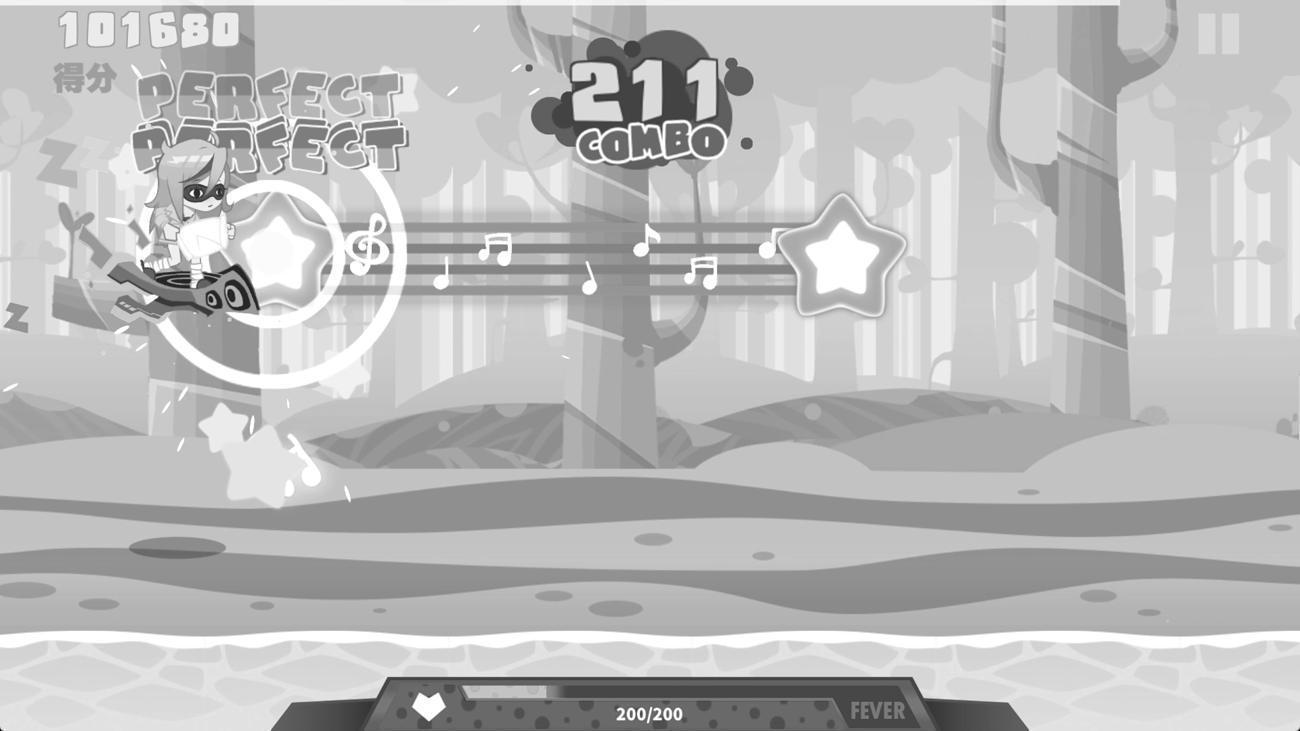 101680
得分
PERFECT
PERFECT
211
COMBO
Z
Z
200/200
FEVER